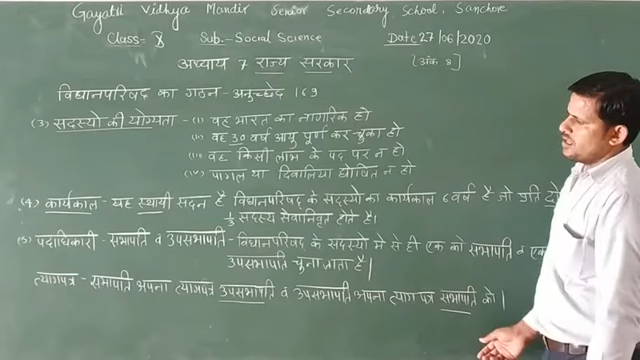 Gayatri Vidhya Mandir Senior Secondary School, Sanchore
Class:- 8 Sub.- Social Science Date 27/06/2020
अध्याय 7 राज्य सरकार [अंक 8]
विधानपरिषद का गठन - अनुच्छेद 169
(3) सदस्यो की योग्यता - (i) वह भारत का नागरिक हो
(ii) वह 30 वर्ष आयु पूर्ण कर चुका हो
(iii) वह किसी लाभ के पद पर न हो
(iv) पागल या दिवालिया घोषित न हो
(4) कार्यकाल - यह स्थायी सदन है विधानपरिषद के सदस्यो का कार्यकाल 6 वर्ष है जो प्रति दो
1/3 सदस्य सेवानिवृत होते है।
(5) पदाधिकारी - सभापति वं उपसभापति - विधानपरिषद के सदस्यो मे से ही एक को सभापति वं एक
उपसभापति चुना जाता है।
त्यागपत्र - सभापति अपना त्यागपत्र उपसभापति वं उपसभापति अपना त्याग पत्र सभापति को।